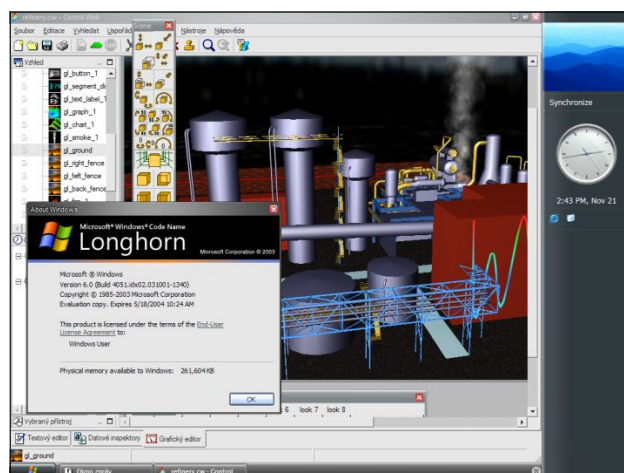 refinery.cw - Control Web
Soubor Editace Vyhledat Uspořád
Nástroje Nápověda
Scene
Vzhled
gl_button_1
gl_segment_di
gl_text_label_1
gl_graph_1
gl_chart_1
gl_smoke_1
gl_ground
gl_right_fence
gl_left_fence
gl_back_fence
Synchronize
2:43 PM, Nov 21
About Windows
Microsoft® Windows® Code Name
Longhorn
Microsoft Corporation © 2003
Microsoft ® Windows
Version 6.0 (Build 4051.idx02.031001-1340)
Copyright © 1985-2003 Microsoft Corporation
Evaluation copy. Expires 5/18/2004 10:24 AM
This product is licensed under the terms of the End-User
License Agreement to:
Windows User
Physical memory available to Windows: 261,604 KB
OK
6 look 7 look 8
Vybraný přístroj
Textový editor Datové inspektory Grafický editor
gl_ground
Okno zpráv
refinery.cw - Control